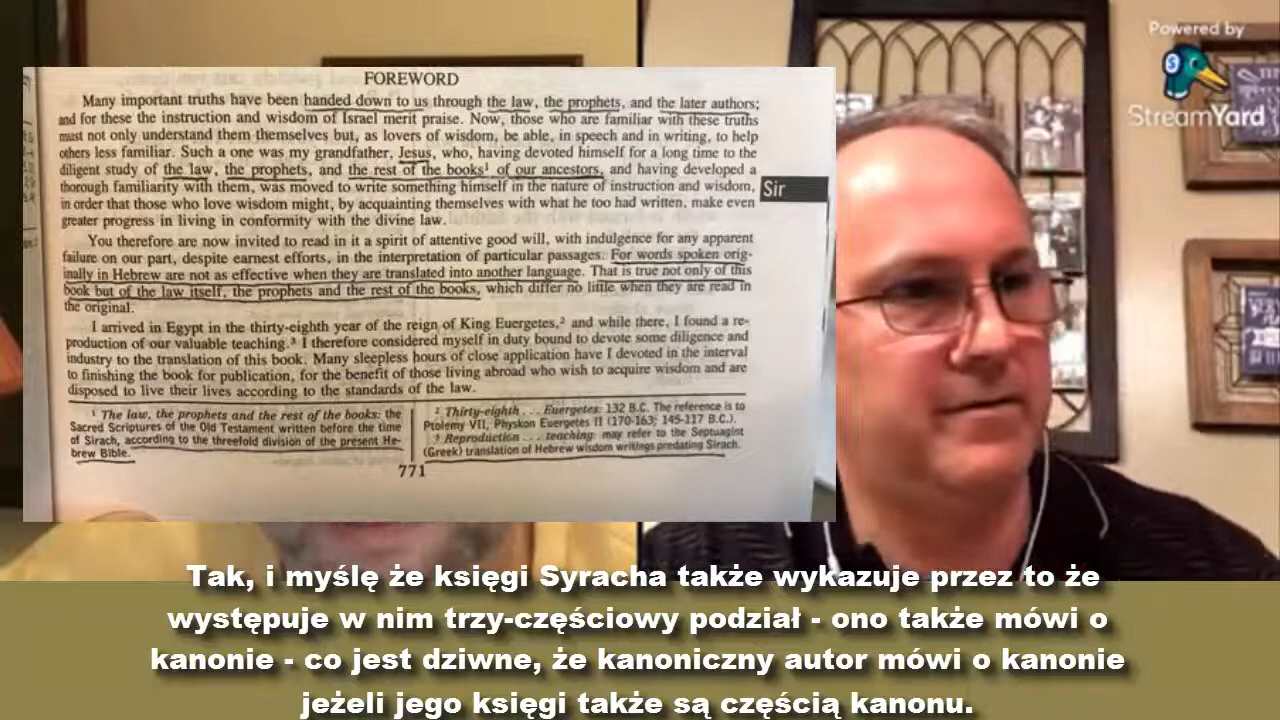 Powered by
StreamYard
FOREWORD
Many important truths have been handed down to us through the law, the prophets, and the later authors;
and for these the instruction and wisdom of Israel merit praise. Now, those who are familiar with these truths
must not only understand them themselves but, as lovers of wisdom, be able, in speech and in writing, to help
others less familiar. Such a one was my grandfather, Jesus, who, having devoted himself for a long time to the
diligent study of the law, the prophets, and the rest of the books¹ of our ancestors, and having developed a
thorough familiarity with them, was moved to write something himself in the nature of instruction and wisdom,
in order that those who love wisdom might, by acquainting themselves with what he too had written, make even
greater progress in living in conformity with the divine law.
Sir
You therefore are now invited to read in it a spirit of attentive good will, with indulgence for any apparent
failure on our part, despite earnest efforts, in the interpretation of particular passages. For words spoken orig-
inally in Hebrew are not as effective when they are translated into another language. That is true not only of this
book but of the law itself, the prophets and the rest of the books, which differ no little when they are read in
the original.
I arrived in Egypt in the thirty-eighth year of the reign of King Euergetes,² and while there, I found a re-
production of our valuable teaching.³ I therefore considered myself in duty bound to devote some diligence and
industry to the translation of this book. Many sleepless hours of close application have I devoted in the interval
to finishing the book for publication, for the benefit of those living abroad who wish to acquire wisdom and are
disposed to live their lives according to the standards of the law.
¹ The law, the prophets and the rest of the books: the
Sacred Scriptures of the Old Testament written before the time
of Sirach, according to the threefold division of the present He-
brew Bible.
² Thirty-eighth . . . Euergetes: 132 B.C. The reference is to
Ptolemy VII, Physkon Euergetes II (170-163; 145-117 B.C.).
³ Reproduction . . . teaching: may refer to the Septuagint
(Greek) translation of Hebrew wisdom writings predating Sirach.
771
Tak, i myślę że księgi Syracha także wykazuje przez to że
występuje w nim trzy-częściowy podział - ono także mówi o
kanonie - co jest dziwne, że kanoniczny autor mówi o kanonie
jeżeli jego księgi także są częścią kanonu.